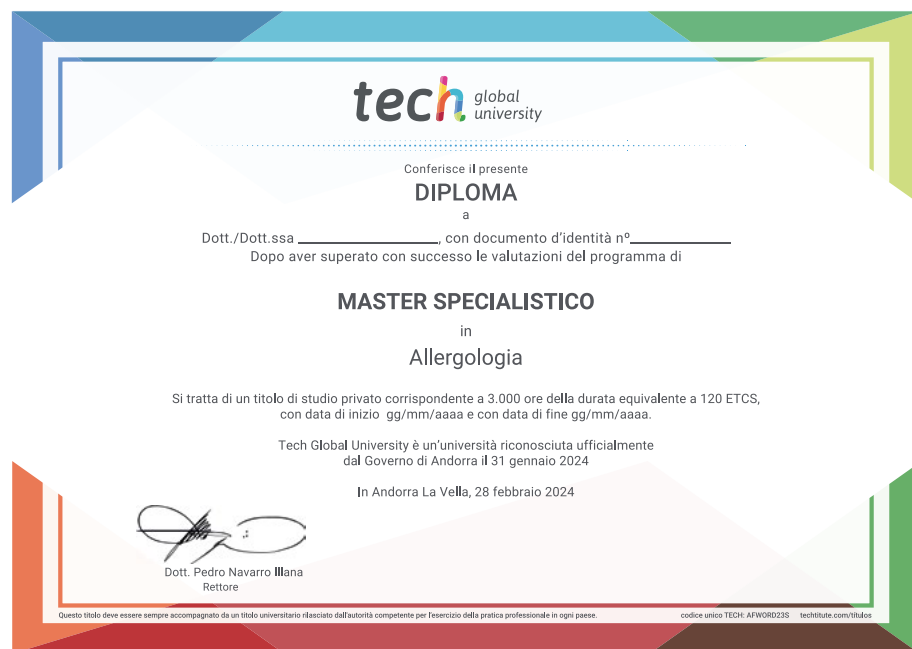 tech global university
Conferisce il presente
DIPLOMA
a
Dott./Dott.ssa ____________________, con documento d'identità nº______________
Dopo aver superato con successo le valutazioni del programma di
MASTER SPECIALISTICO
in
Allergologia
Si tratta di un titolo di studio privato corrispondente a 3.000 ore della durata equivalente a 120 ETCS,
con data di inizio gg/mm/aaaa e con data di fine gg/mm/aaaa.
Tech Global University è un'università riconosciuta ufficialmente
dal Governo di Andorra il 31 gennaio 2024
In Andorra La Vella, 28 febbraio 2024
Dott. Pedro Navarro Illana
Rettore
Questo titolo deve essere sempre accompagnato da un titolo universitario rilasciato dall'autorità competente per l'esercizio della pratica professionale in ogni paese. codice unico TECH: AFWORD23S techtitute.com/titulos